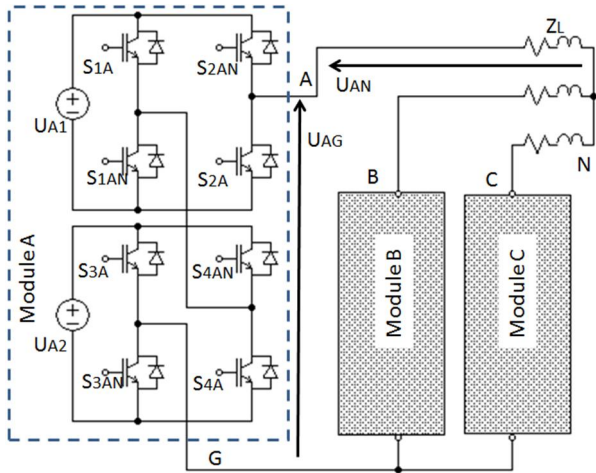 ZL
S1A
S2AN
A
UAN
UA1
UAG
S1AN
S2A
N
B
C
Module A
S3A
S4AN
Module B
Module C
UA2
S3AN
S4A
G